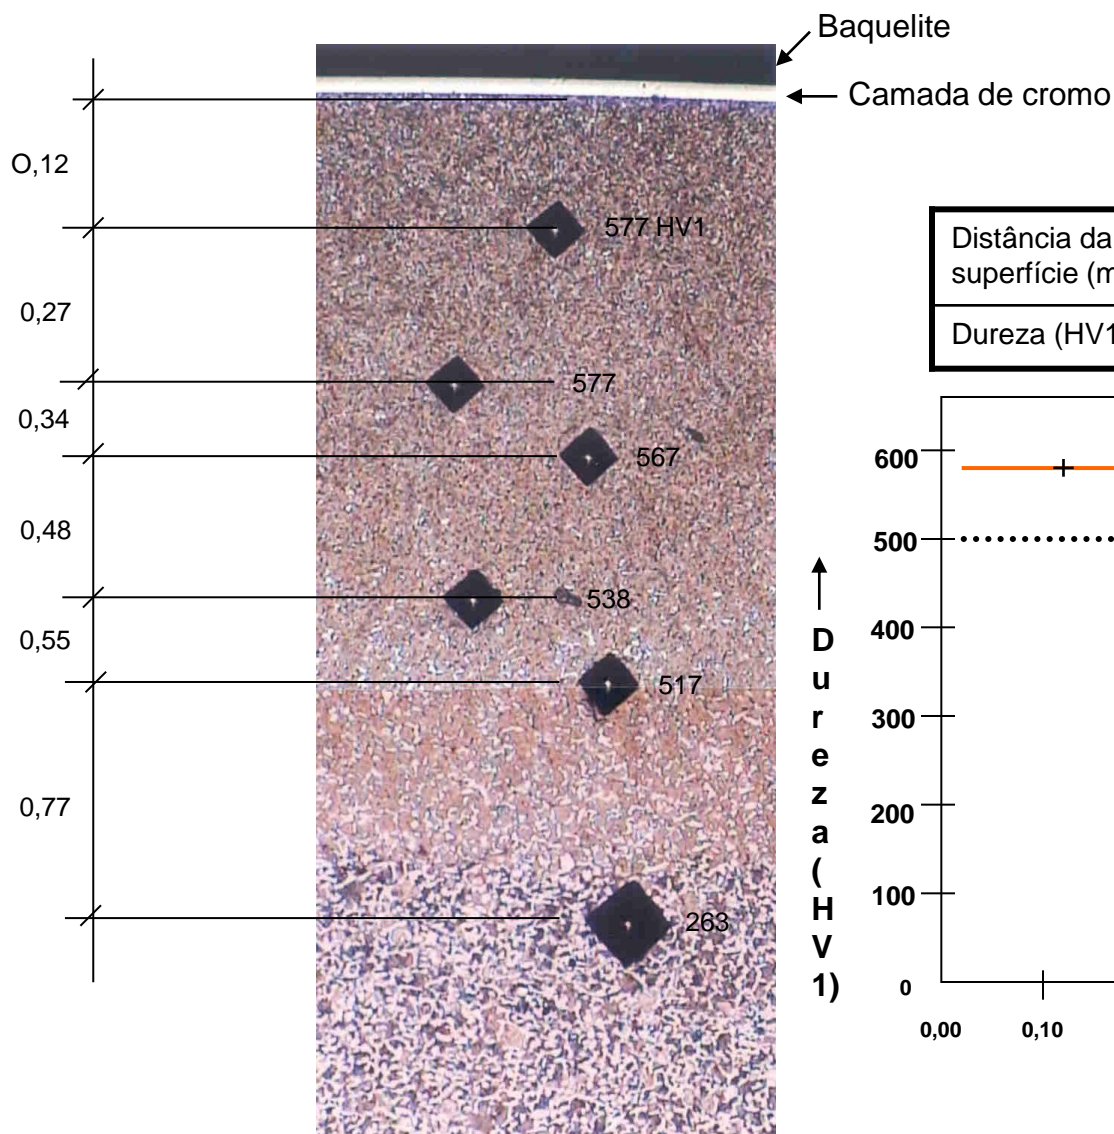 Baquelite
Camada de cromo
O,12
577 HV1
0,27
577
0,34
567
0,48
538
0,55
517
0,77
263
Distância da
superfície (m
Dureza (HV1
600
500
400
300
200
100
0
Dureza(HV1)
0,00 0,10